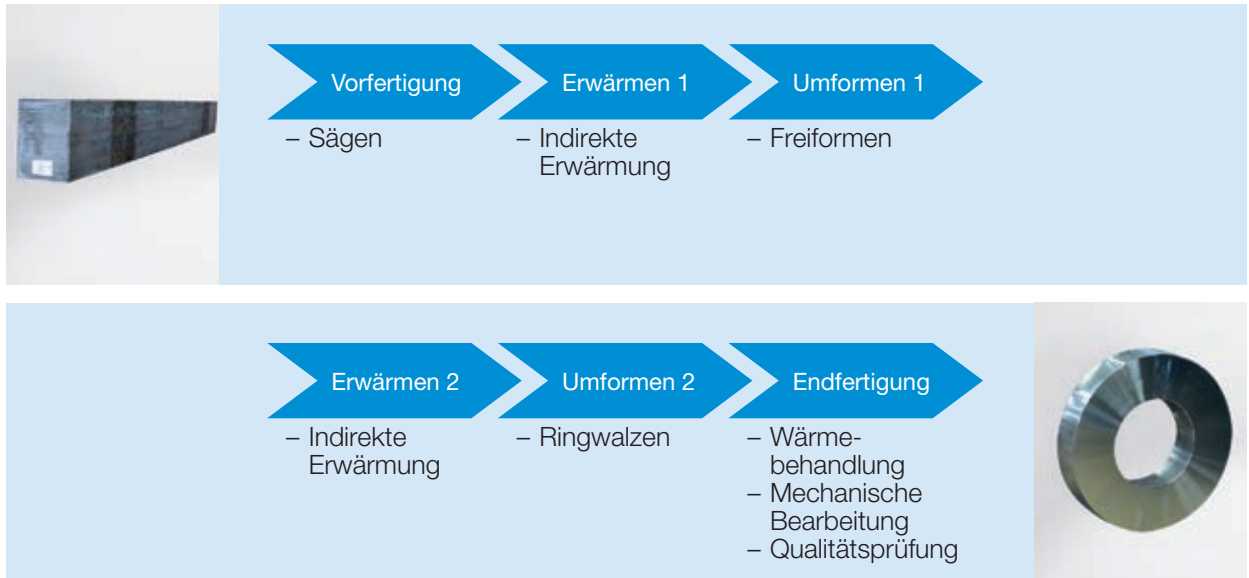 Vorfertigung
Erwärmen 1
Umformen 1
– Sägen
– Indirekte
Erwärmung
– Freiformen
Erwärmen 2
Umformen 2
Endfertigung
– Indirekte
Erwärmung
– Ringwalzen
– Wärme-
behandlung
– Mechanische
Bearbeitung
– Qualitätsprüfung